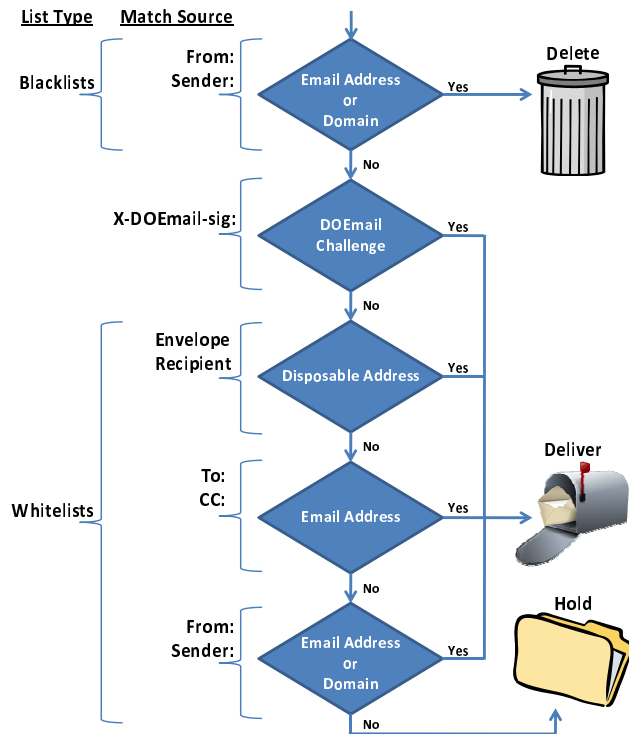 List Type Match Source
From:
Sender:
Blacklists
Email Address
or
Domain
Yes
Delete
No
X-DOEmail-sig:
DOEmail
Challenge
Yes
No
Envelope
Recipient
Disposable Address
Yes
No
Deliver
To:
CC:
Whitelists
Email Address
Yes
No
Hold
From:
Sender:
Email Address
or
Domain
Yes
No